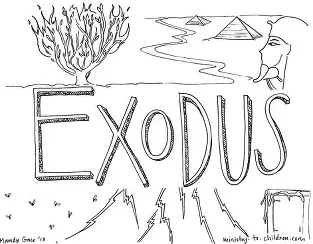 EXODUS
Mandy Groce '13
ministry-to-children.com